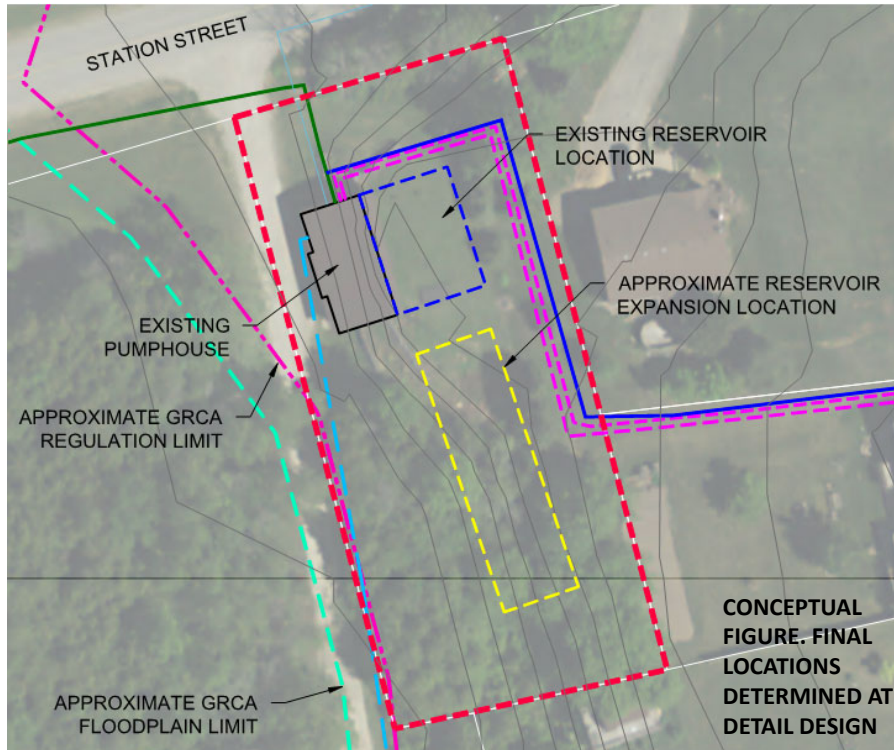 STATION STREET
EXISTING RESERVOIR
LOCATION
APPROXIMATE RESERVOIR
EXPANSION LOCATION
EXISTING
PUMPHOUSE
APPROXIMATE GRCA
REGULATION LIMIT
APPROXIMATE GRCA
FLOODPLAIN LIMIT
CONCEPTUAL
FIGURE. FINAL
LOCATIONS
DETERMINED AT
DETAIL DESIGN